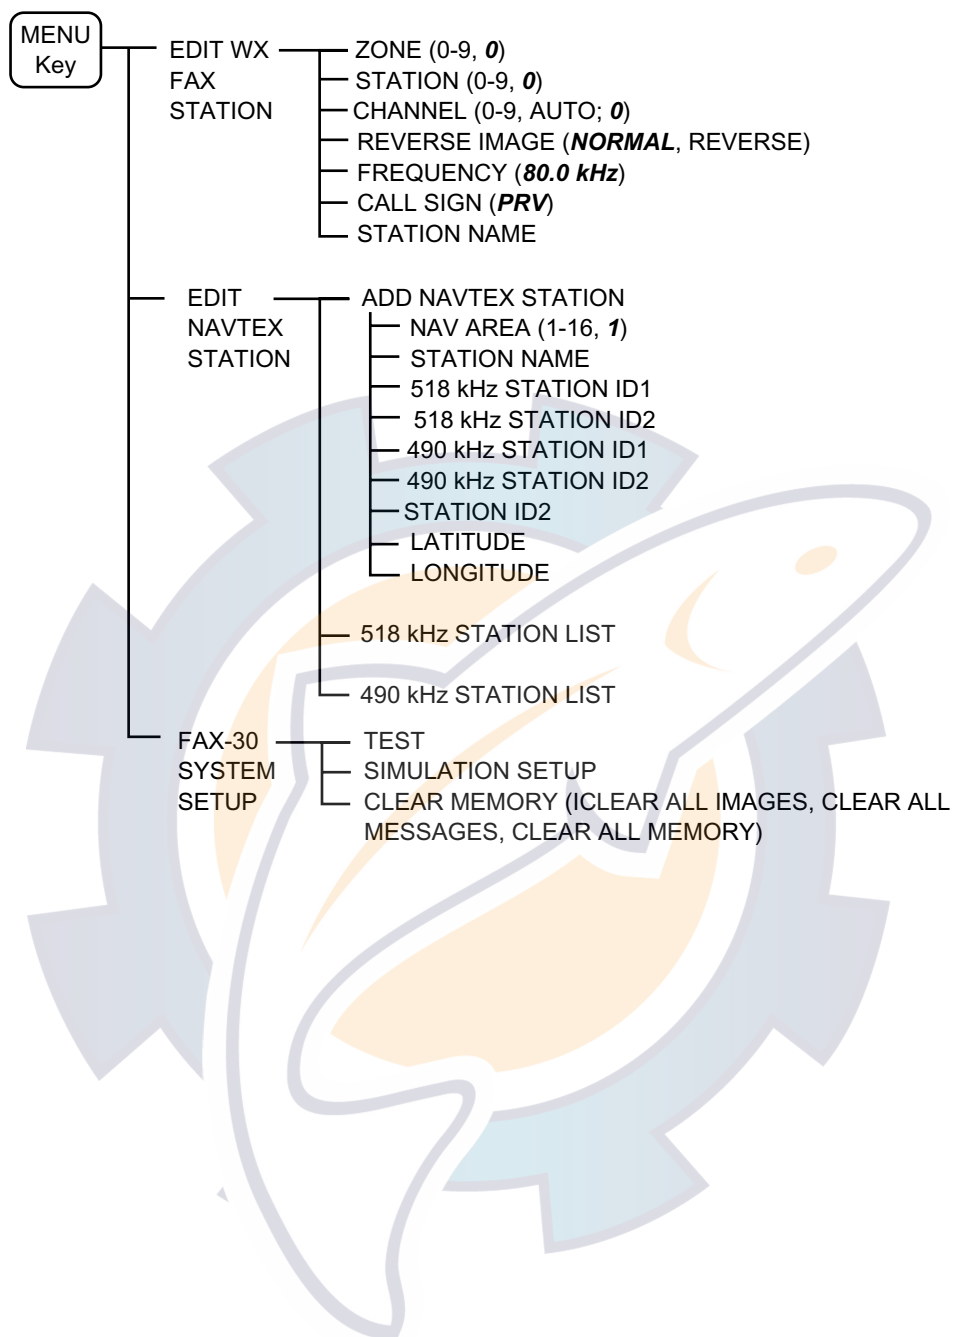 MENU
Key
EDIT WX
FAX
STATION
ZONE (0-9, 0)
STATION (0-9, 0)
CHANNEL (0-9, AUTO; 0)
REVERSE IMAGE (NORMAL, REVERSE)
FREQUENCY (80.0 kHz)
CALL SIGN (PRV)
STATION NAME
EDIT
NAVTEX
STATION
ADD NAVTEX STATION
NAV AREA (1-16, 1)
STATION NAME
518 kHz STATION ID1
518 kHz STATION ID2
490 kHz STATION ID1
490 kHz STATION ID2
STATION ID2
LATITUDE
LONGITUDE
518 kHz STATION LIST
490 kHz STATION LIST
FAX-30
SYSTEM
SETUP
TEST
SIMULATION SETUP
CLEAR MEMORY (ICLEAR ALL IMAGES, CLEAR ALL
MESSAGES, CLEAR ALL MEMORY)